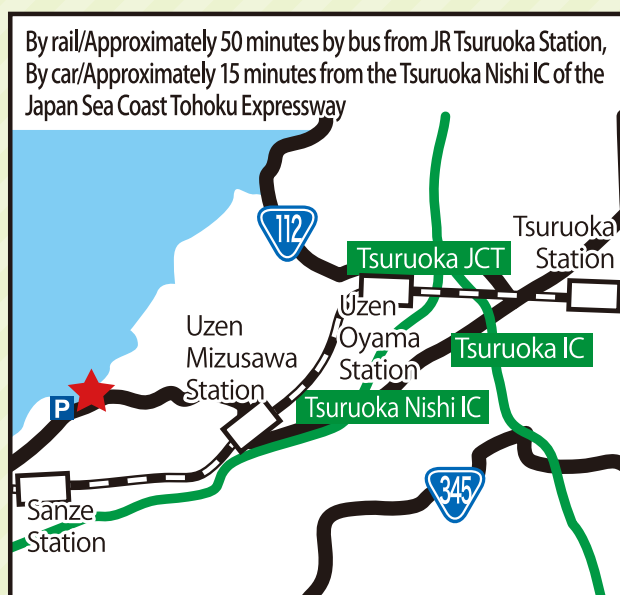 By rail/Approximately 50 minutes by bus from JR Tsuruoka Station,
By car/Approximately 15 minutes from the Tsuruoka Nishi IC of the
Japan Sea Coast Tohoku Expressway
112
Tsuruoka
Station
Tsuruoka JCT
Uzen
Oyama
Station
Uzen
Mizusawa
Station
Tsuruoka IC
P
Tsuruoka Nishi IC
345
Sanze
Station